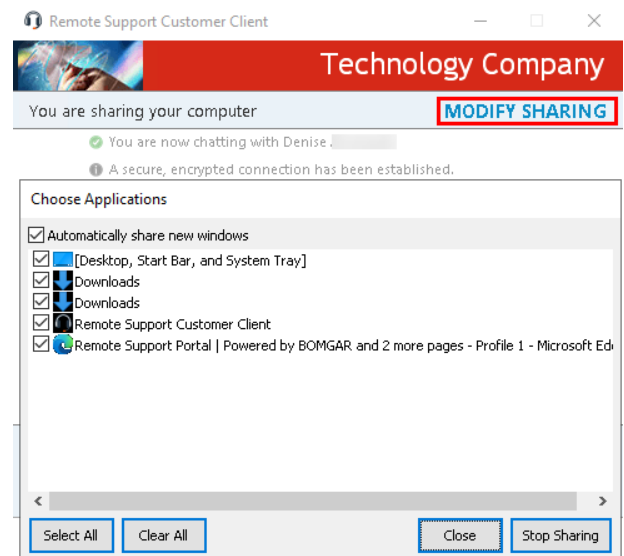 Remote Support Customer Client
Technology Company
You are sharing your computer MODIFY SHARING
You are now chatting with Denise
A secure, encrypted connection has been established.
Choose Applications
Automatically share new windows
[Desktop, Start Bar, and System Tray]
Downloads
Downloads
Remote Support Customer Client
Remote Support Portal | Powered by BOMGAR and 2 more pages - Profile 1 - Microsoft Ed
Select All Clear All Close Stop Sharing